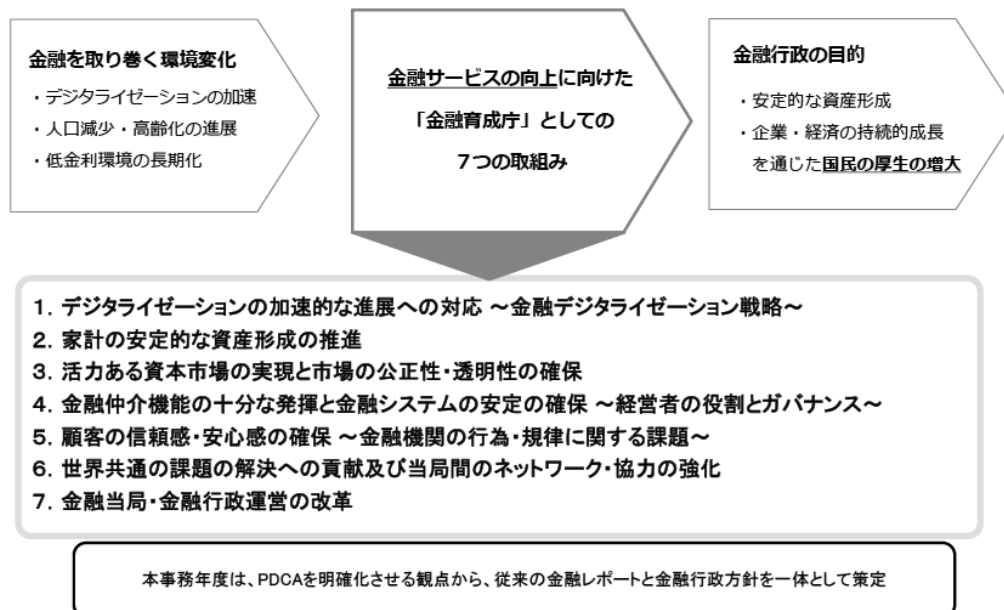 金融を取り巻く環境変化
・デジタライゼーションの加速
・人口減少・高齢化の進展
・低金利環境の長期化
金融サービスの向上に向けた
「金融育成庁」としての
７つの取組み
金融行政の目的
・安定的な資産形成
・企業・経済の持続的成長
を通じた国民の厚生の増大
1. デジタライゼーションの加速的な進展への対応 ～金融デジタライゼーション戦略～
2. 家計の安定的な資産形成の推進
3. 活力ある資本市場の実現と市場の公正性・透明性の確保
4. 金融仲介機能の十分な発揮と金融システムの安定の確保 ～経営者の役割とガバナンス～
5. 顧客の信頼感・安心感の確保 ～金融機関の行為・規律に関する課題～
6. 世界共通の課題の解決への貢献及び当局間のネットワーク・協力の強化
7. 金融当局・金融行政運営の改革
本事務年度は、PDCAを明確化させる観点から、従来の金融レポートと金融行政方針を一体として策定